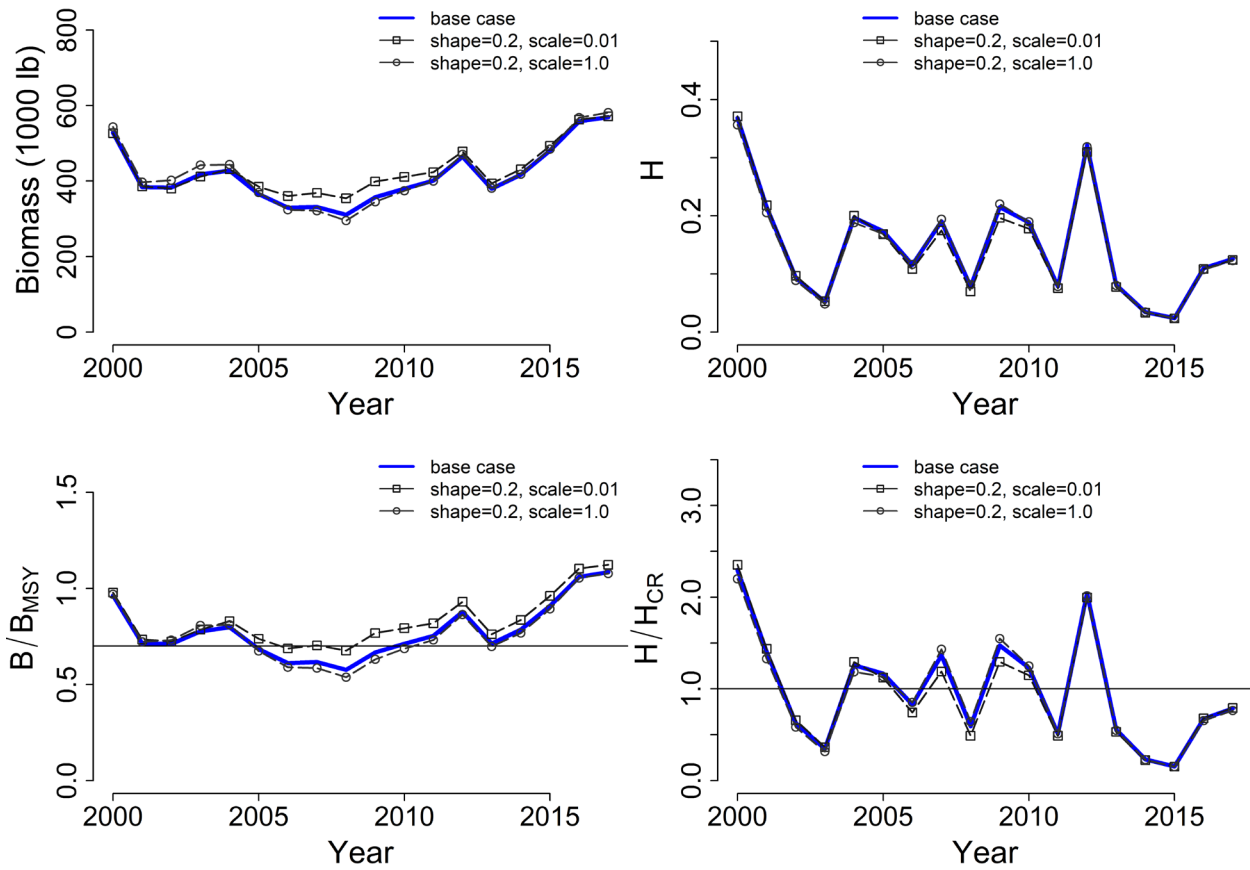 base case
shape=0.2, scale=0.01
shape=0.2, scale=1.0
Biomass (1000 lb)
0 200 400 600 800
2000 2005 2010 2015
Year
base case
shape=0.2, scale=0.01
shape=0.2, scale=1.0
H
0.0 0.2 0.4
2000 2005 2010 2015
Year
base case
shape=0.2, scale=0.01
shape=0.2, scale=1.0
B/BMSY
0.0 0.5 1.0 1.5
2000 2005 2010 2015
Year
base case
shape=0.2, scale=0.01
shape=0.2, scale=1.0
H/HCR
0.0 1.0 2.0 3.0
2000 2005 2010 2015
Year